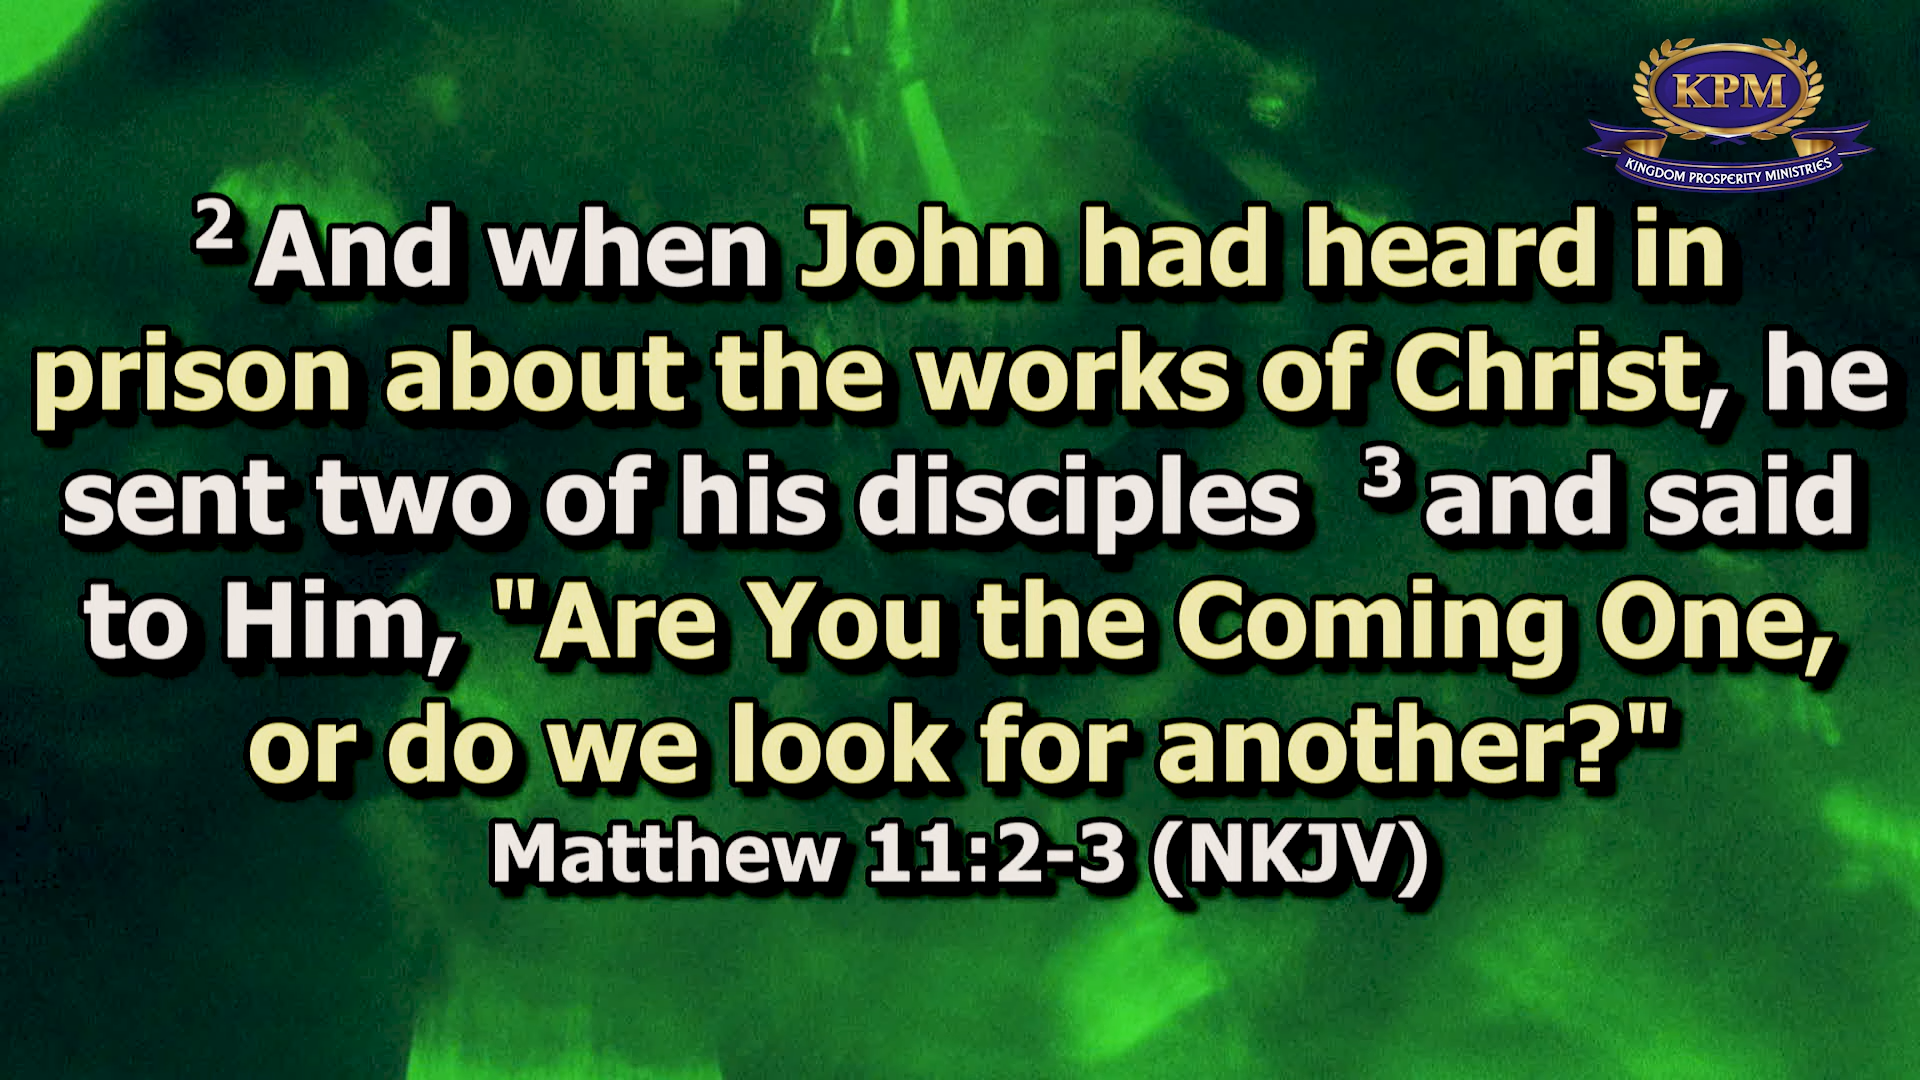 KPM
KINGDOM PROSPERITY MINISTRIES
2 And when John had heard in
prison about the works of Christ, he
sent two of his disciples 3 and said
to Him, "Are You the Coming One,
or do we look for another?"
Matthew 11:2-3 (NKJV)